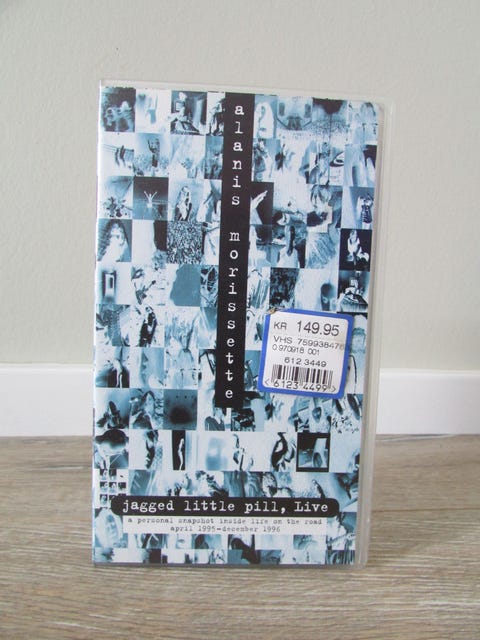 alanis morissette
KR 149.95
VHS 759938476
0 970918 001
612 3449
<6123 4499>
jagged little pill, Live
a personal snapshot inside life on the road
april 1995-december 1996